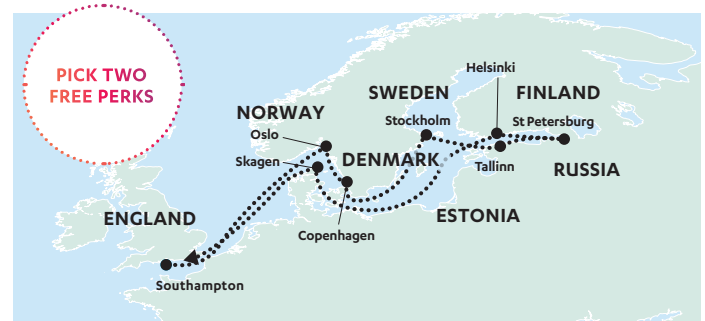 PICK TWO
FREE PERKS
Helsinki
SWEDEN
FINLAND
NORWAY
Stockholm
St Petersburg
Oslo
Skagen
DENMARK
Tallinn
RUSSIA
ENGLAND
ESTONIA
Copenhagen
Southampton